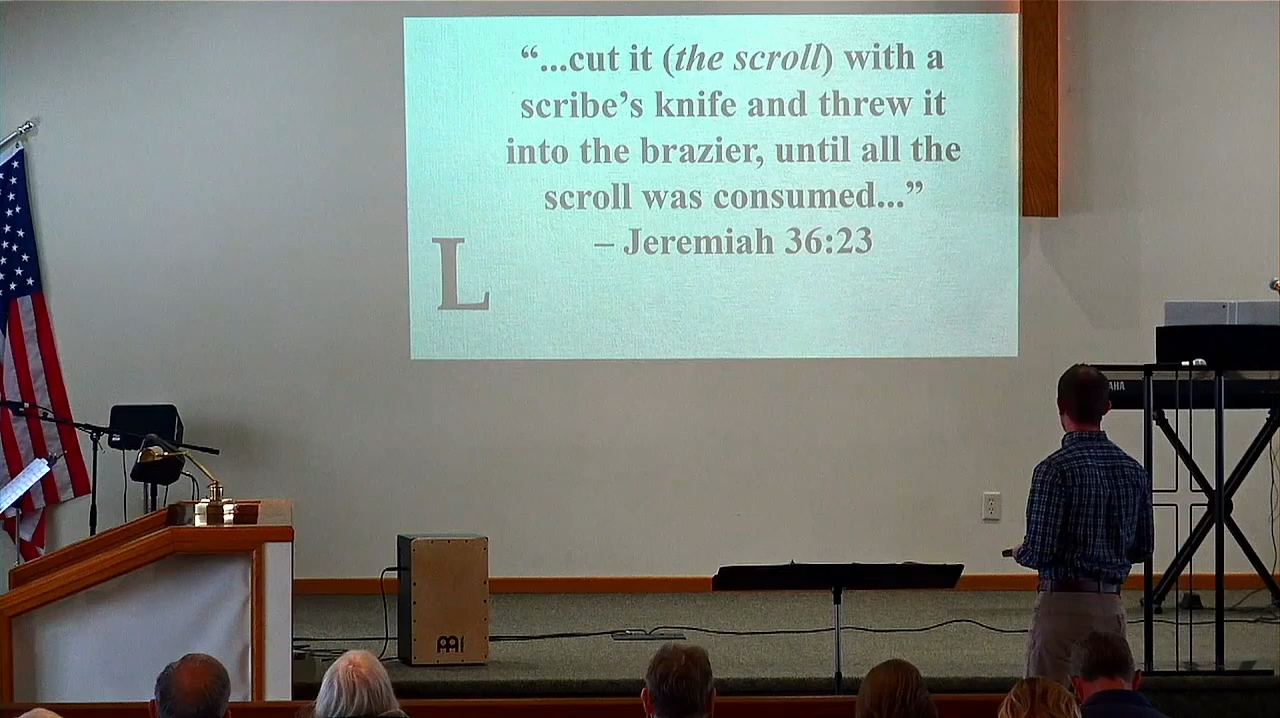 “...cut it (the scroll) with a
scribe’s knife and threw it
into the brazier, until all the
scroll was consumed...”
– Jeremiah 36:23
L
AHA